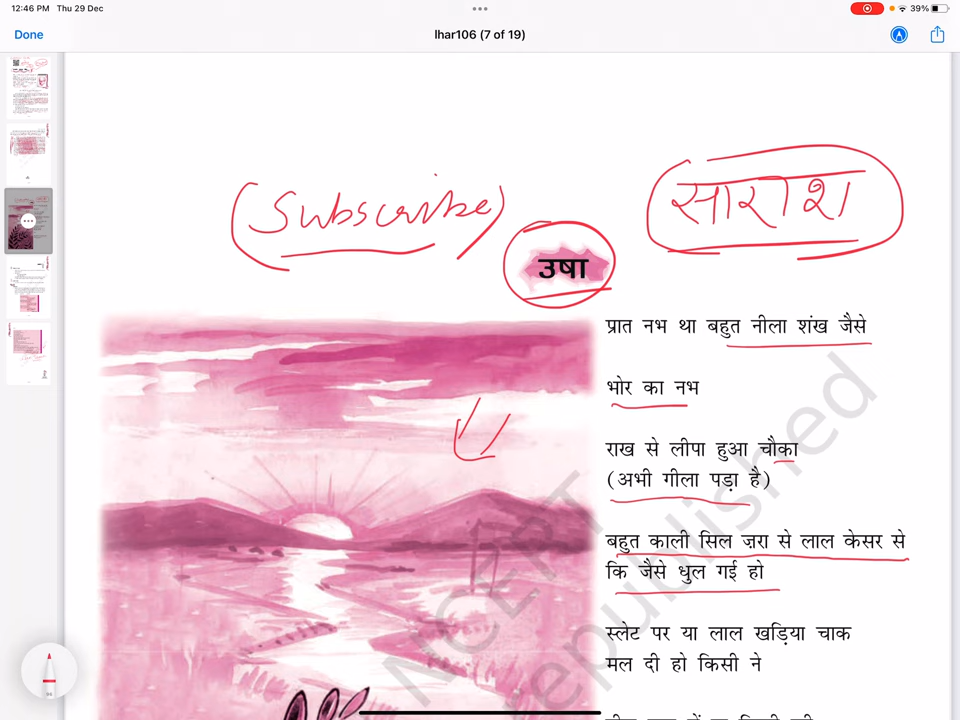 12:46 PM Thu 29 Dec
39%
Done
lhar106 (7 of 19)
(Subscribe)
साराश
उषा
प्रात नभ था बहुत नीला शंख जैसे
भोर का नभ
राख से लीपा हुआ चौका
(अभी गीला पड़ा है)
बहुत काली सिल ज़रा से लाल केसर से
कि जैसे धुल गई हो
स्लेट पर या लाल खड़िया चाक
मल दी हो किसी ने
NCERT
republished